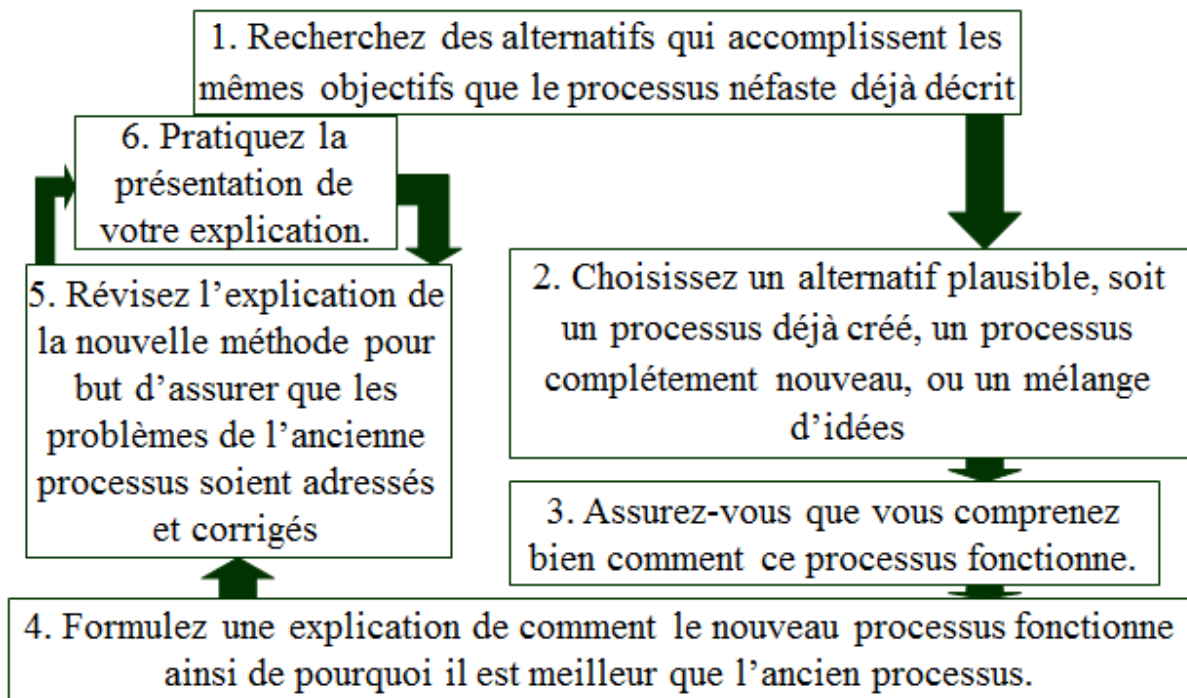 1. Recherchez des alternatifs qui accomplissent les
mêmes objectifs que le processus néfaste déjà décrit
6. Pratiquez la
présentation de
votre explication.
5. Révisez l’explication de
la nouvelle méthode pour
but d’assurer que les
problèmes de l’ancienne
processus soient adressés
et corrigés
2. Choisissez un alternatif plausible, soit
un processus déjà créé, un processus
complétement nouveau, ou un mélange
d’idées
3. Assurez-vous que vous comprenez
bien comment ce processus fonctionne.
4. Formulez une explication de comment le nouveau processus fonctionne
ainsi de pourquoi il est meilleur que l’ancien processus.